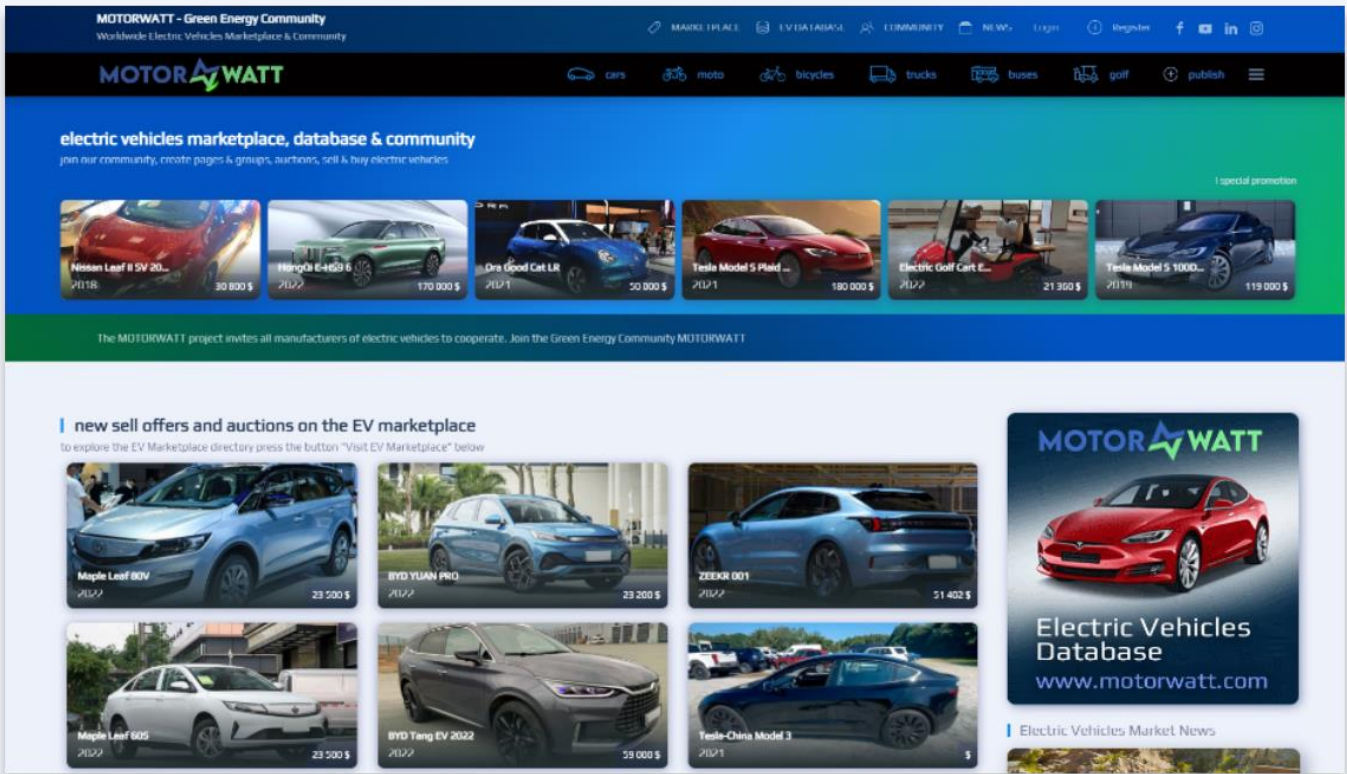 MOTORWATT - Green Energy Community
Worldwide Electric Vehicles Marketplace & Community
MARKETPLACE EV DATABASE COMMUNITY NEWS Login Register
MOTORWATT
cars moto bicycles trucks buses golf publish
electric vehicles marketplace, database & community
join our community, create pages & groups, auctions, sell & buy electric vehicles
! special promotion
Nissan Leaf II SV 20...
2018 30 800 $
HongQi E-HS9 6
2022 170 000 $
Ora Good Cat LR
2021 50 000 $
Tesla Model S Plaid ...
2021 180 000 $
Electric Golf Cart E...
2022 21 360 $
Tesla Model S 100D...
2019 119 000 $
The MOTORWATT project invites all manufacturers of electric vehicles to cooperate. Join the Green Energy Community MOTORWATT
new sell offers and auctions on the EV marketplace
to explore the EV Marketplace directory press the button "Visit EV Marketplace" below
Maple Leaf 80V
2022 23 500 $
BYD YUAN PRO
2022 23 200 $
ZEEKR 001
2022 51 402 $
Maple Leaf 60S
2022 23 500 $
BYD Tang EV 2022
2022 59 000 $
Tesla-China Model 3
2021 $
MOTORWATT
Electric Vehicles
Database
www.motorwatt.com
Electric Vehicles Market News